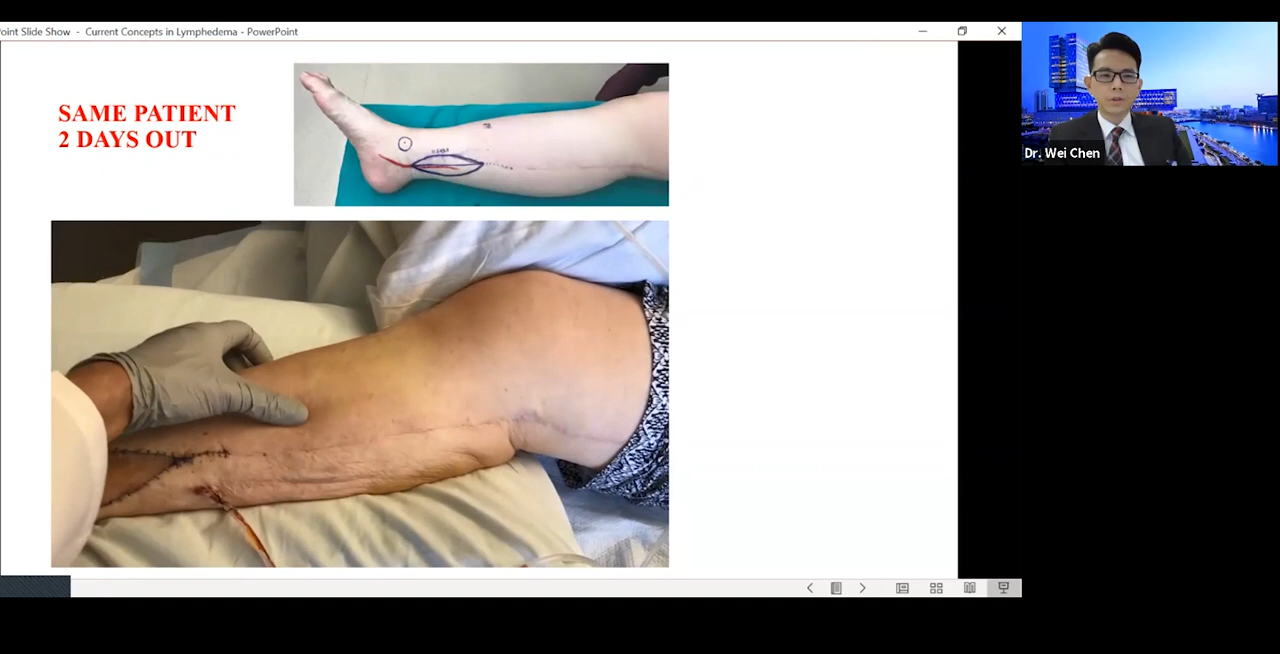 oint Slide Show - Current Concepts in Lymphedema - PowerPoint
SAME PATIENT
2 DAYS OUT
Dr. Wei Chen